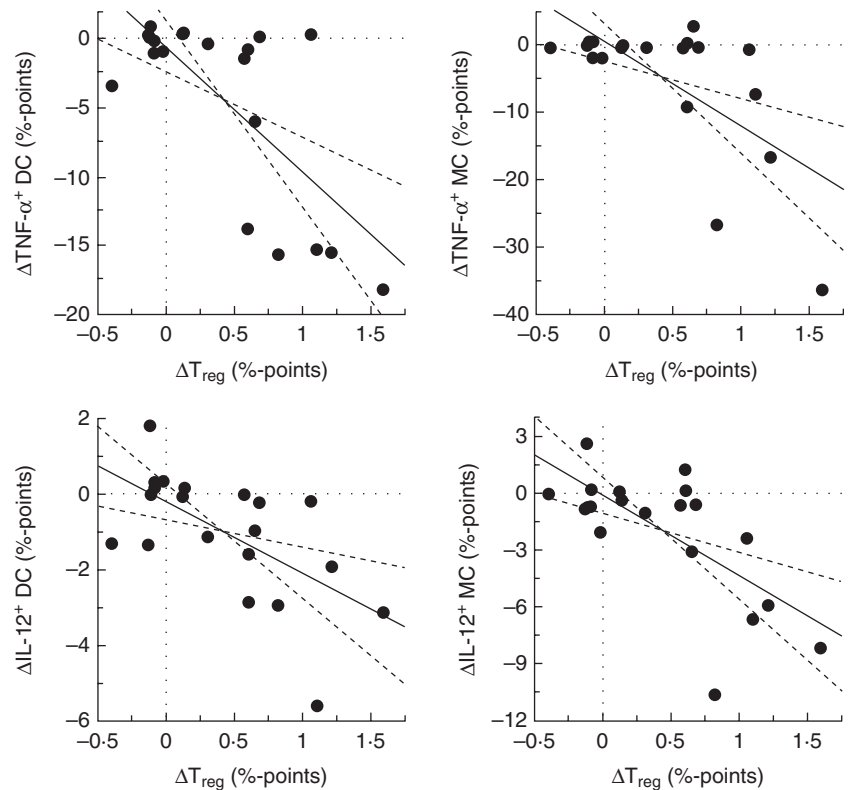 ΔTNF-α⁺ DC (%-points)
0
−5
−10
−15
−20
−0·5 0 0·5 1 1·5
ΔT_reg (%-points)
ΔTNF-α⁺ MC (%-points)
0
−10
−20
−30
−40
−0·5 0 0·5 1 1·5
ΔT_reg (%-points)
ΔIL-12⁺ DC (%-points)
2
0
−2
−4
−6
−0·5 0 0·5 1 1·5
ΔT_reg (%-points)
ΔIL-12⁺ MC (%-points)
3
0
−3
−6
−9
−12
−0·5 0 0·5 1 1·5
ΔT_reg (%-points)